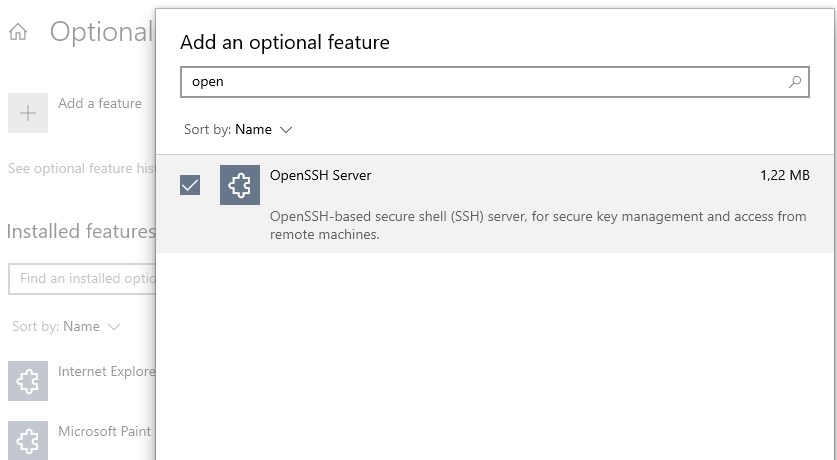 Optional
Add a feature
See optional feature his
Installed features
Find an installed optio
Sort by: Name
Internet Explore
Microsoft Paint
Add an optional feature
open
Sort by: Name
OpenSSH Server
1,22 MB
OpenSSH-based secure shell (SSH) server, for secure key management and access from
remote machines.